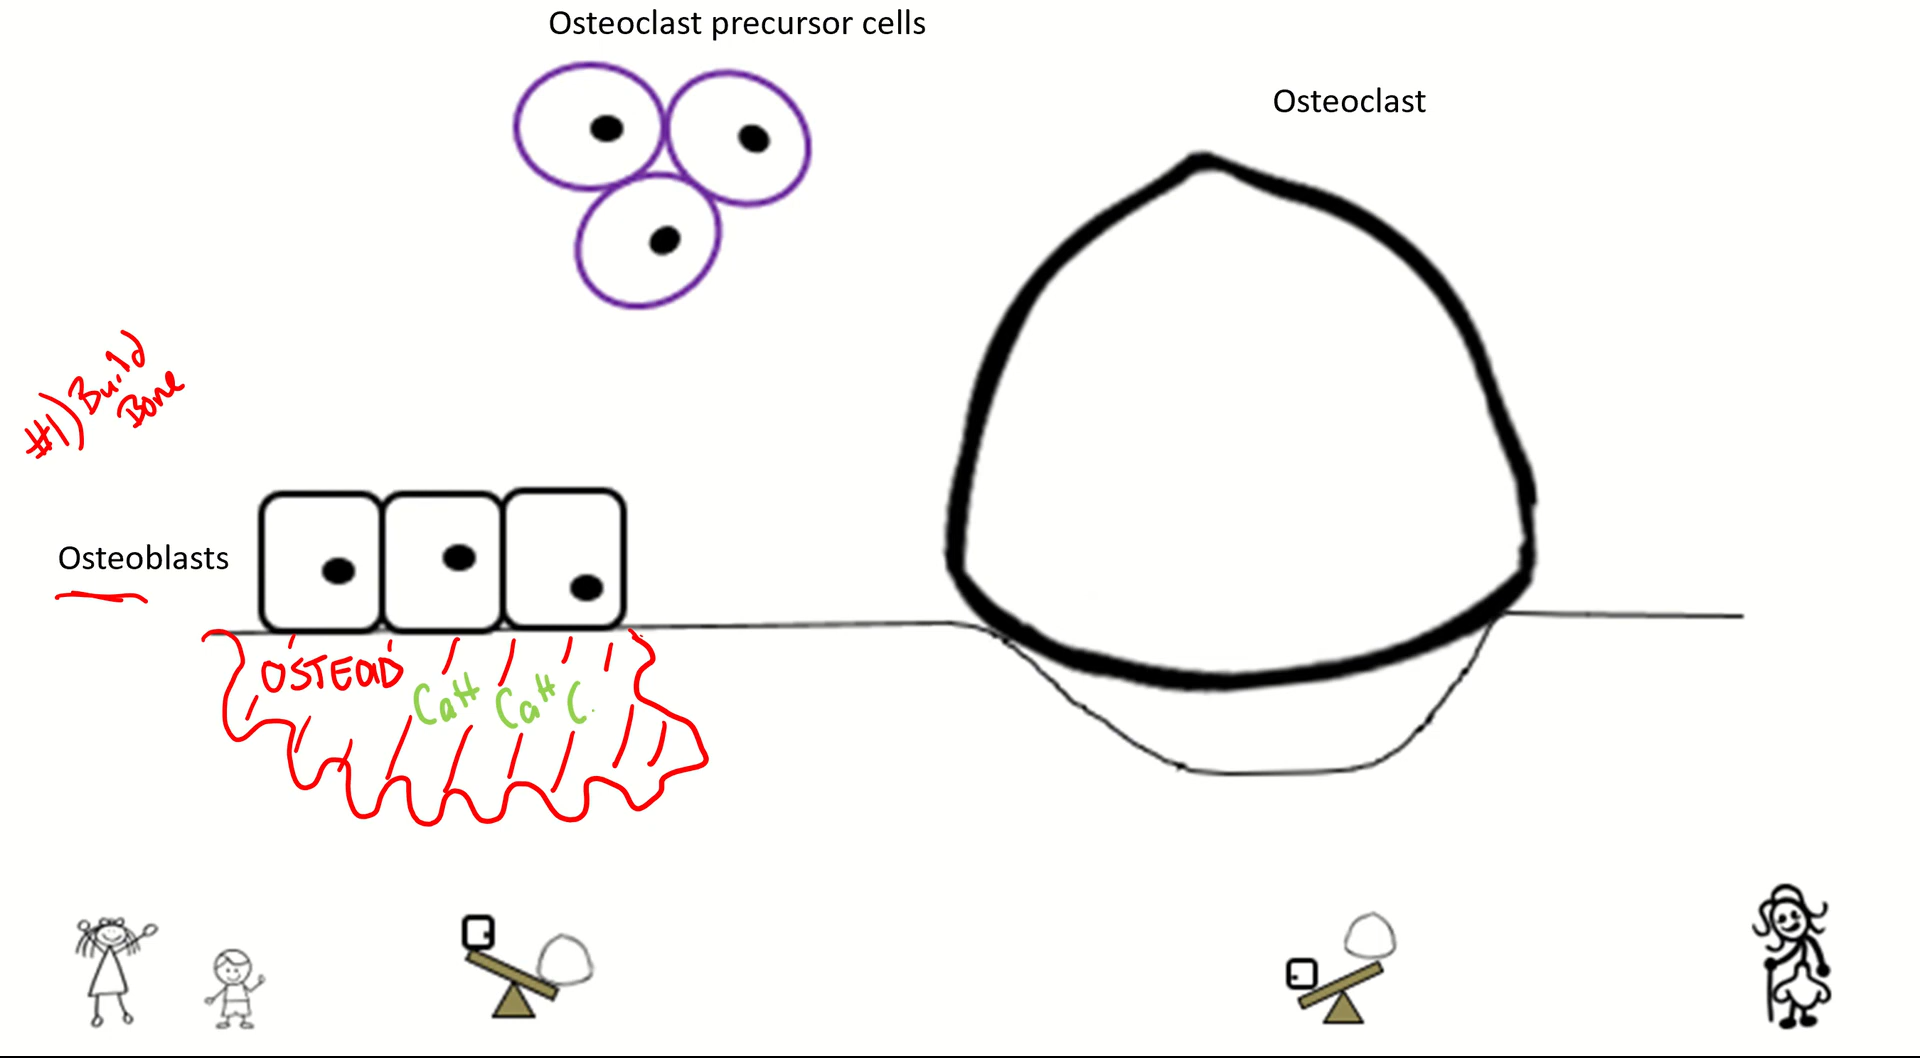 Osteoclast precursor cells
Osteoclast
#1) Build
Bone
Osteoblasts
OSTEOID
Ca++ Ca++ C